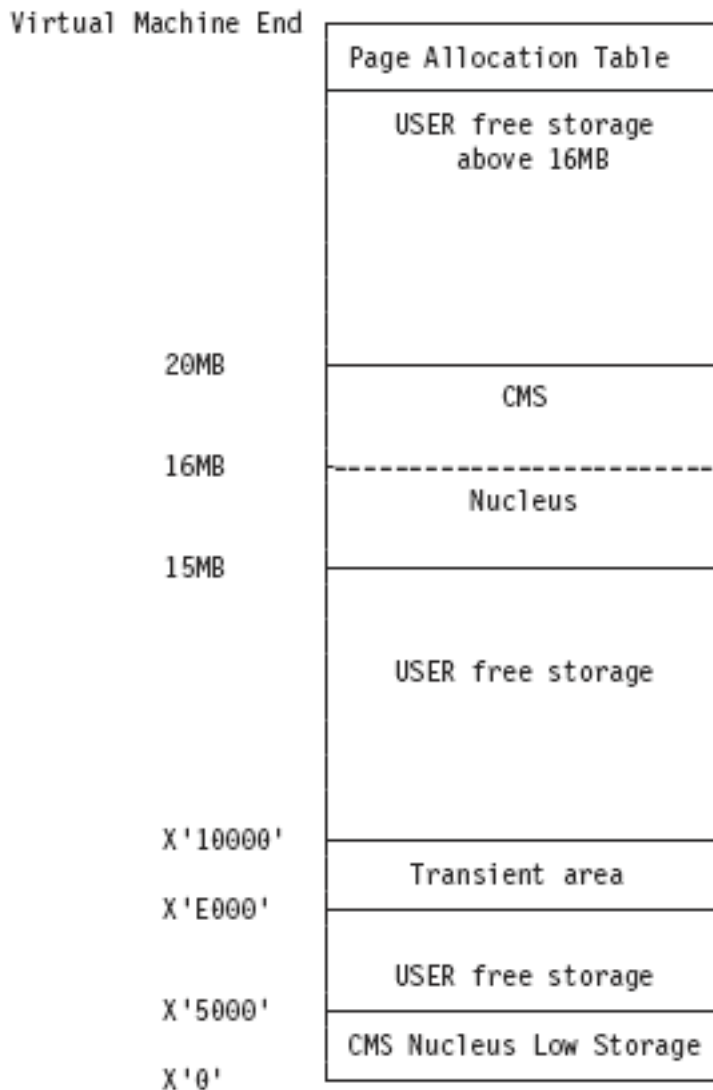 Virtual Machine End
Page Allocation Table
USER free storage
above 16MB
20MB
CMS
16MB
Nucleus
15MB
USER free storage
X'10000'
Transient area
X'E000'
USER free storage
X'5000'
CMS Nucleus Low Storage
X'0'